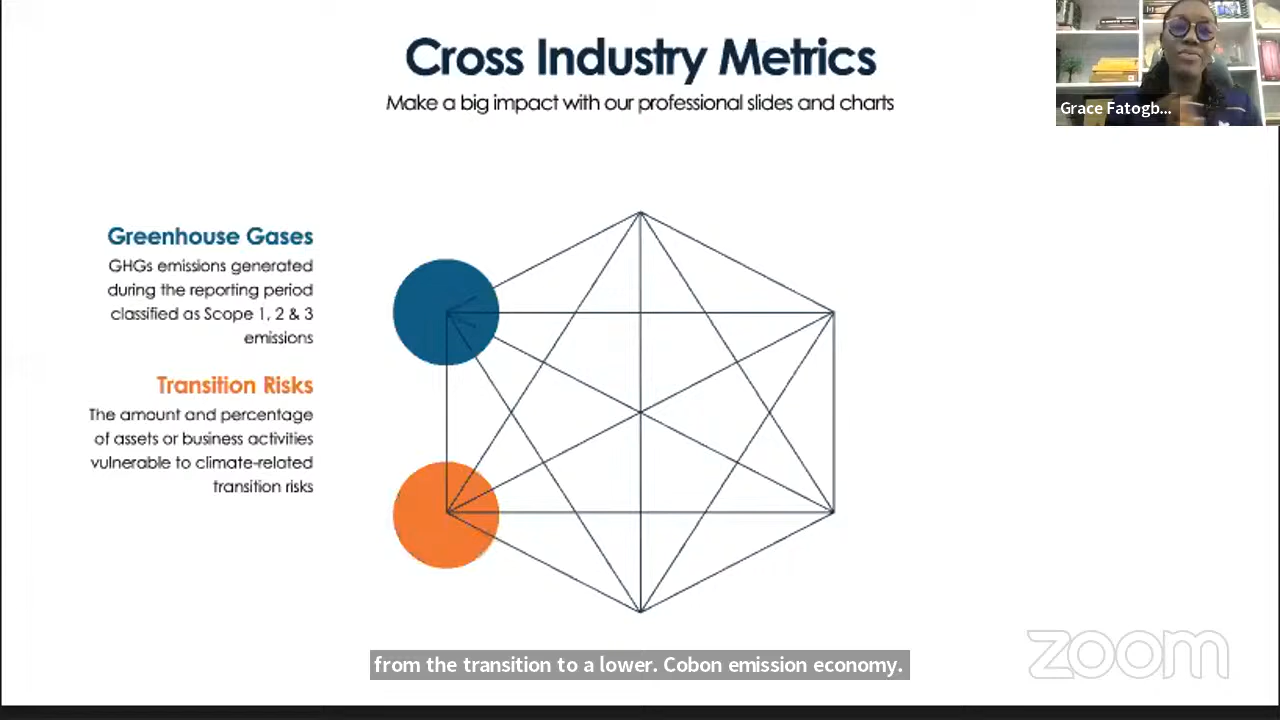 Cross Industry Metrics
Make a big impact with our professional slides and charts
Grace Fatogb...
Greenhouse Gases
GHGs emissions generated
during the reporting period
classified as Scope 1, 2 & 3
emissions
Transition Risks
The amount and percentage
of assets or business activities
vulnerable to climate-related
transition risks
from the transition to a lower. Cobon emission economy.
zoom